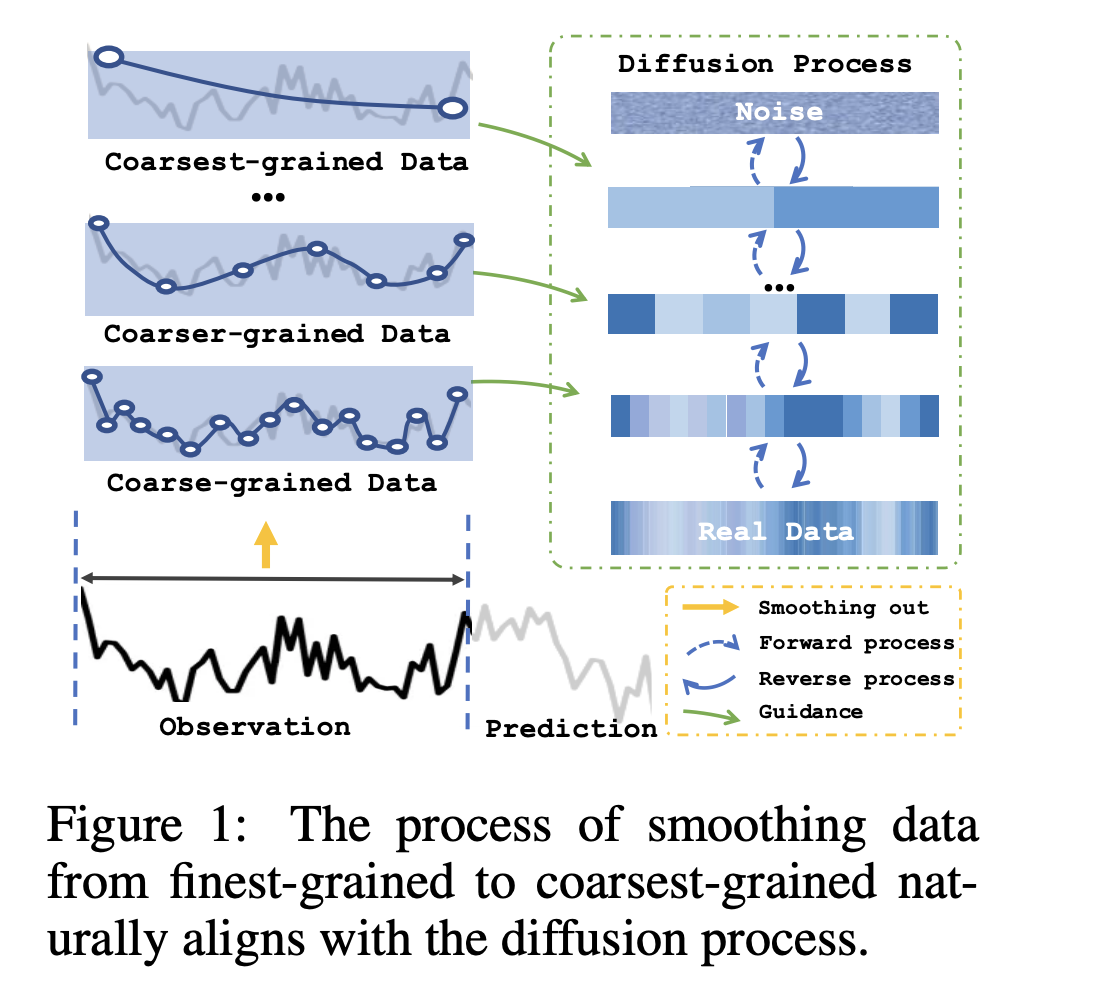 Coarsest-grained Data
...
Coarser-grained Data
Coarse-grained Data
Observation
Prediction
Diffusion Process
Noise
...
Real Data
Smoothing out
Forward process
Reverse process
Guidance
Figure 1: The process of smoothing data
from finest-grained to coarsest-grained nat-
urally aligns with the diffusion process.